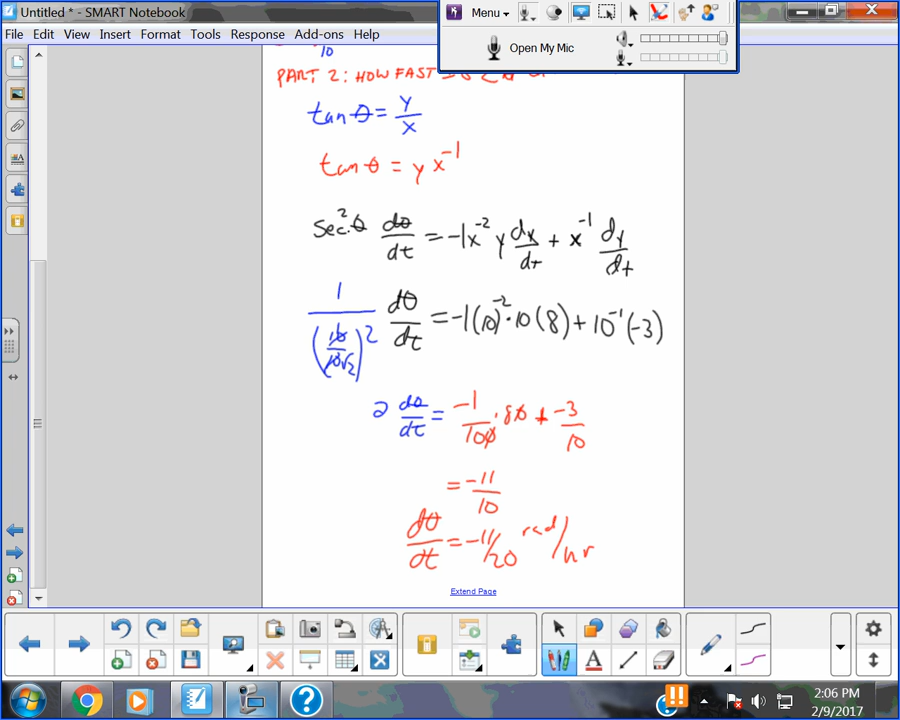 Untitled * - SMART Notebook
Menu
File Edit View Insert Format Tools Response Add-ons Help
Open My Mic
10
PART 2: HOW FAST
tan θ = y/x
tan θ = y x⁻¹
sec² θ dθ/dt = -1x⁻² y dx/dt + x⁻¹ dy/dt
1/(10/10√2)² dθ/dt = -1(10)⁻² · 10(8) + 10⁻¹(-3)
2 dθ/dt = -1/100 · 80 + -3/10
= -11/10
dθ/dt = -11/20 rad/hr
Extend Page
2:06 PM
2/9/2017